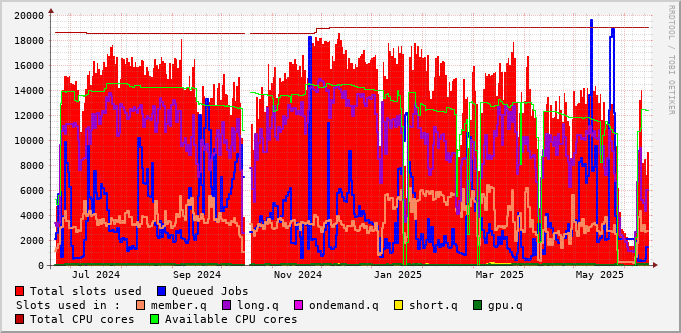 20000
18000
16000
14000
12000
10000
8000
6000
4000
2000
0
Jul 2024 Sep 2024 Nov 2024 Jan 2025 Mar 2025 May 2025
RRDTOOL / TOBI OETIKER
Total slots used Queued Jobs
Slots used in : member.q long.q ondemand.q short.q gpu.q
Total CPU cores Available CPU cores